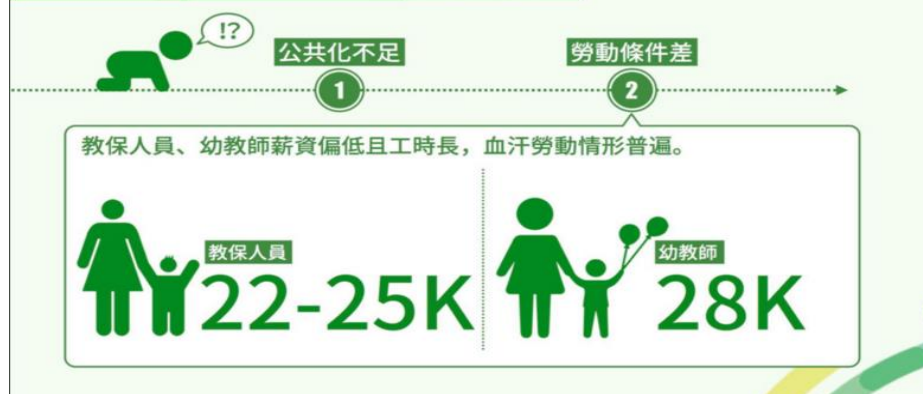 !?
公共化不足
勞動條件差
1
2
教保人員、幼教師薪資偏低且工時長，血汗勞動情形普遍。
教保人員
22-25K
幼教師
28K